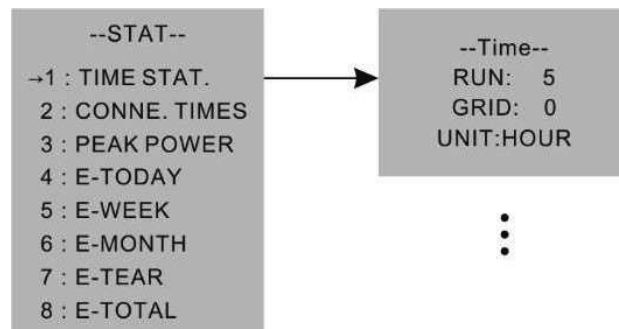 --STAT--
→1 : TIME STAT.
2 : CONNE. TIMES
3 : PEAK POWER
4 : E-TODAY
5 : E-WEEK
6 : E-MONTH
7 : E-TEAR
8 : E-TOTAL
--Time--
RUN: 5
GRID: 0
UNIT:HOUR